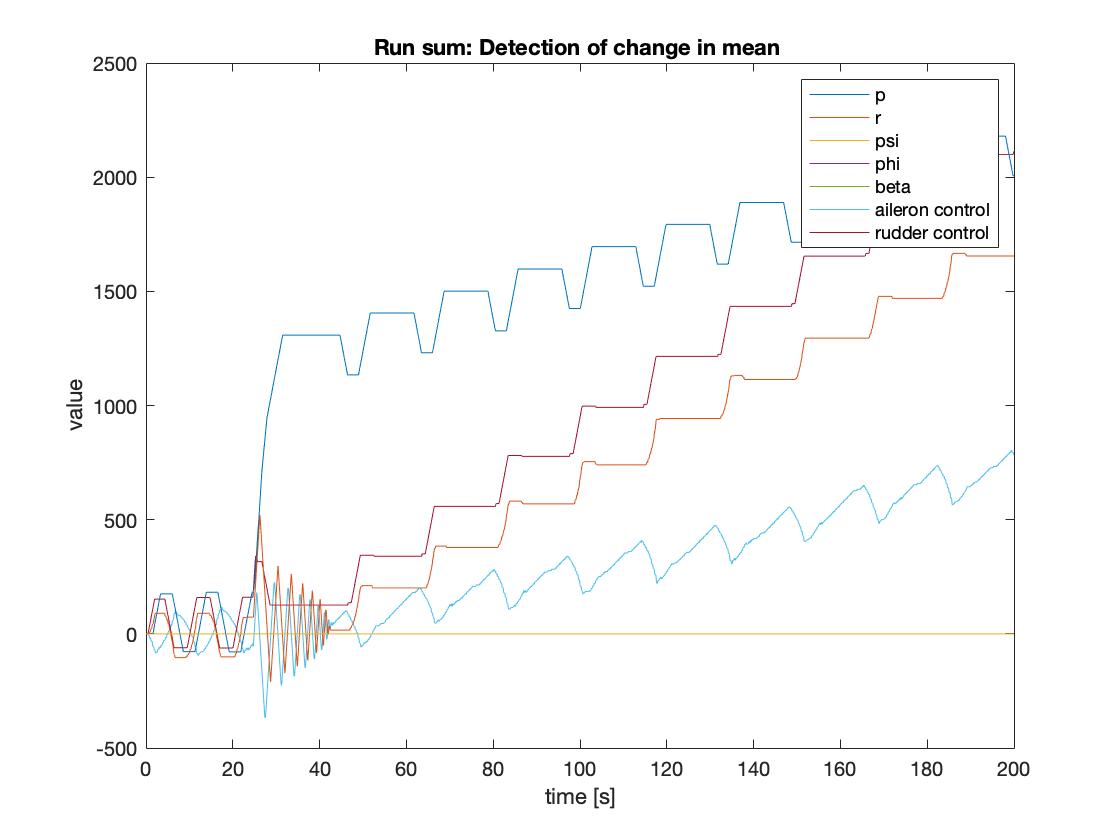 Run sum: Detection of change in mean
2500
2000
1500
1000
500
0
-500
value
p
r
psi
phi
beta
aileron control
rudder control
0 20 40 60 80 100 120 140 160 180 200
time [s]